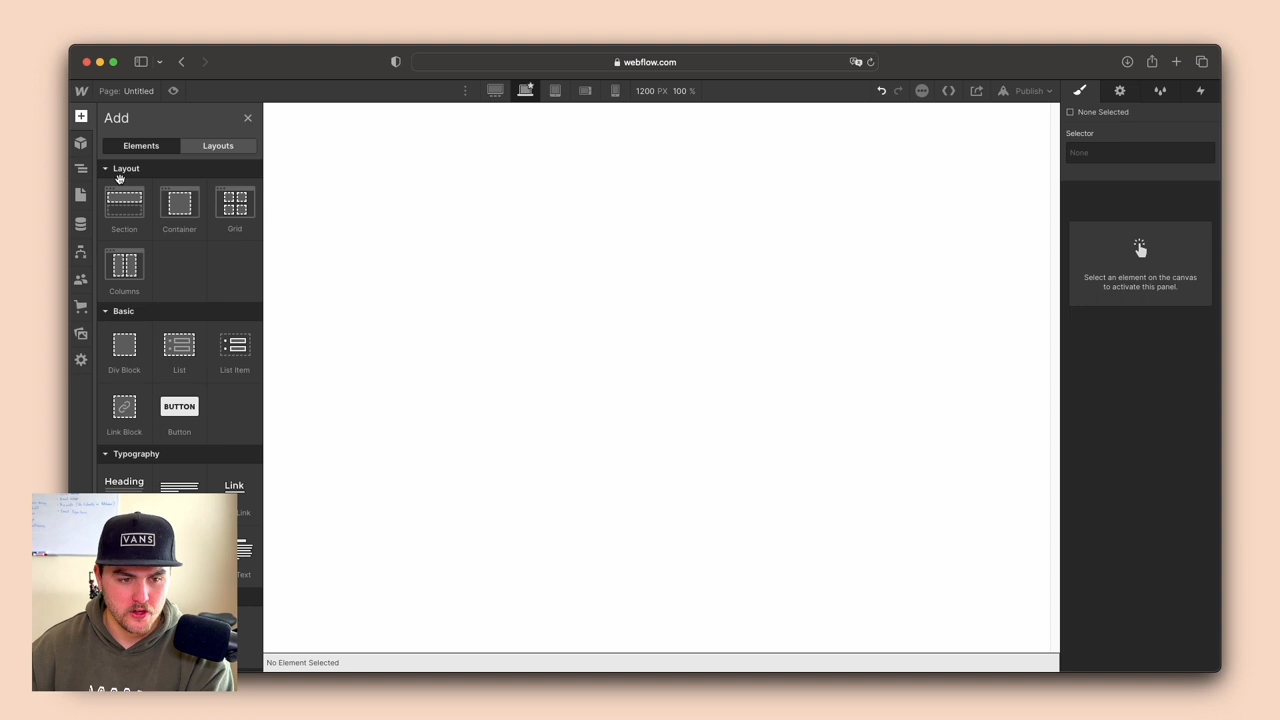 webflow.com
Page: Untitled
1200 PX 100 %
Publish
Add
None Selected
Elements
Layouts
Selector
None
Layout
Section
Container
Grid
Columns
Select an element on the canvas
to activate this panel.
Basic
Div Block
List
List Item
BUTTON
Link Block
Button
Typography
Heading
Link
Link
Text
VANS
No Element Selected